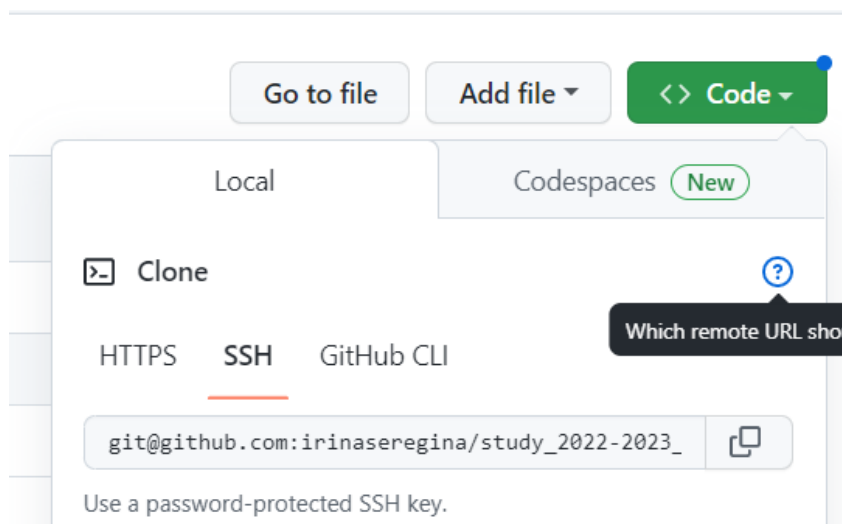 Go to file Add file <> Code
Local Codespaces New
Clone
Which remote URL sho
HTTPS SSH GitHub CLI
git@github.com:irinaseregina/study_2022-2023_
Use a password-protected SSH key.